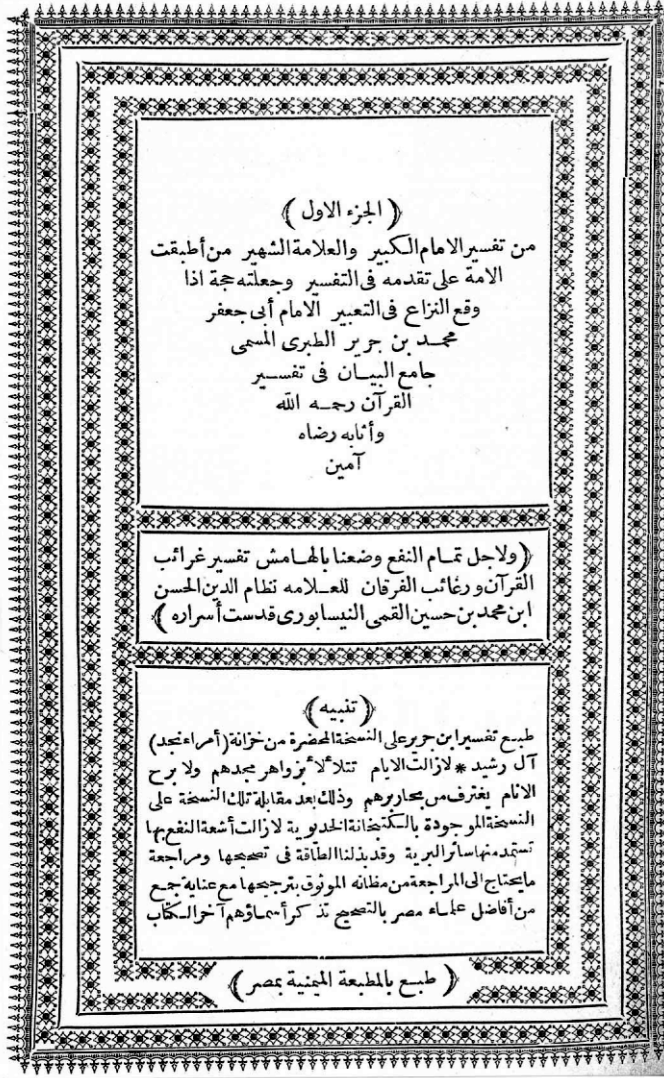 (الجزء الاول)
من تفسير الامام الكبير والعلامة الشهير من أطبقت
الامة على تقدمه فى التفسير وجعلته حجة اذا
وقع النزاع فى التعبير الامام أبى جعفر
محمد بن جرير الطبرى المسمى
جامع البيان فى تفسير
القرآن رحمه الله
وأثابه رضاه
آمين
(ولاجل تمام النفع وضعنا بالهامش تفسير غرائب
القرآن ورغائب الفرقان للعلامه نظام الدين الحسن
ابن محمد بن حسين القمى النيسابورى قدست أسراره)
(تنبيه)
طبع تفسير ابن جرير على النسخة المحضرة من خزانة (أمراء نجد)
آل رشيد * لازالت الايام تتلألأ بزواهر مجدهم ولا برح
الانام يغترف من بحار برهم وذلك بعد مقابلة تلك النسخة على
النسخة الموجودة بالكتبخانة الخديوية لازالت أشعة النفع بها
تستمد منها سائر البرية وقد بذلنا الطاقة فى تصحيحها ومراجعة
ما يحتاج الى المراجعة من مظانه الموثوق بترجيحها مع عناية جمع
من أفاضل علماء مصر بالتصحيح تذكر أسماؤهم آخر الكتاب
(طبع بالمطبعة الميمنية بمصر)